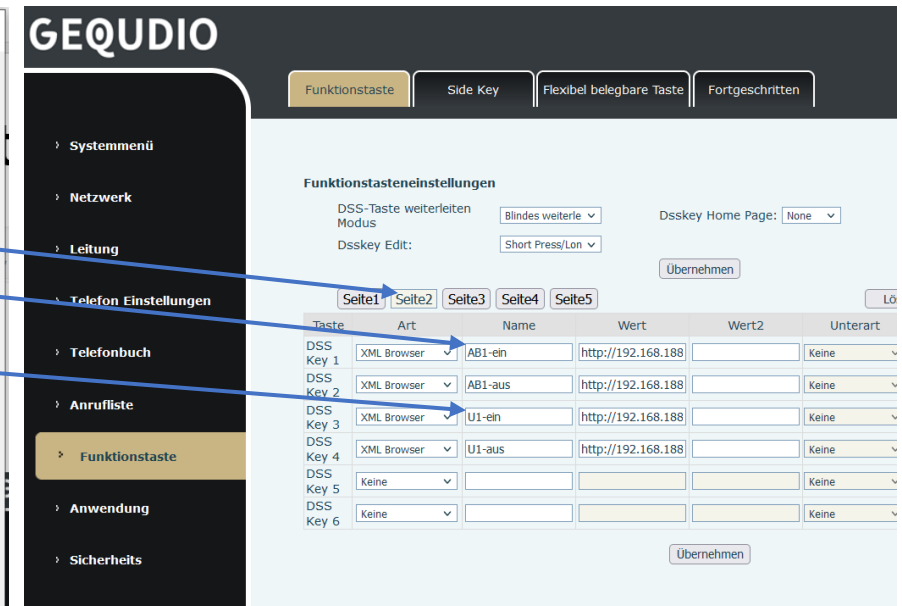 GEQUDIO
Funktionstaste Side Key Flexibel belegbare Taste Fortgeschritten
Systemmenü
Netzwerk
Leitung
Telefon Einstellungen
Telefonbuch
Anrufliste
Funktionstaste
Anwendung
Sicherheits
Funktionstasteneinstellungen
DSS-Taste weiterleiten Modus Blindes weiterle Dsskey Home Page: None
Dsskey Edit: Short Press/Lon
Übernehmen
Seite1 Seite2 Seite3 Seite4 Seite5 Lö
Taste Art Name Wert Wert2 Unterart
DSS Key 1 XML Browser AB1-ein http://192.168.188 Keine
DSS Key 2 XML Browser AB1-aus http://192.168.188 Keine
DSS Key 3 XML Browser U1-ein http://192.168.188 Keine
DSS Key 4 XML Browser U1-aus http://192.168.188 Keine
DSS Key 5 Keine Keine
DSS Key 6 Keine Keine
Übernehmen